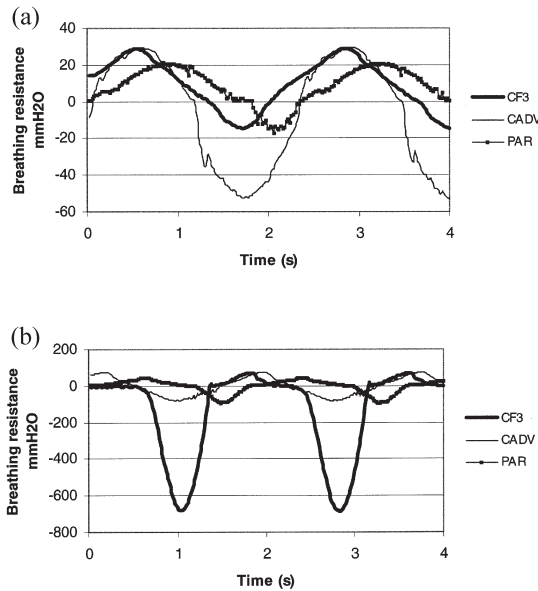 (a)
Breathing resistance
mmH2O
40
20
0
-20
-40
-60
0
1
2
3
4
Time (s)
CF3
CADV
PAR
(b)
Breathing resistance
mmH2O
200
0
-200
-400
-600
-800
0
1
2
3
4
Time (s)
CF3
CADV
PAR